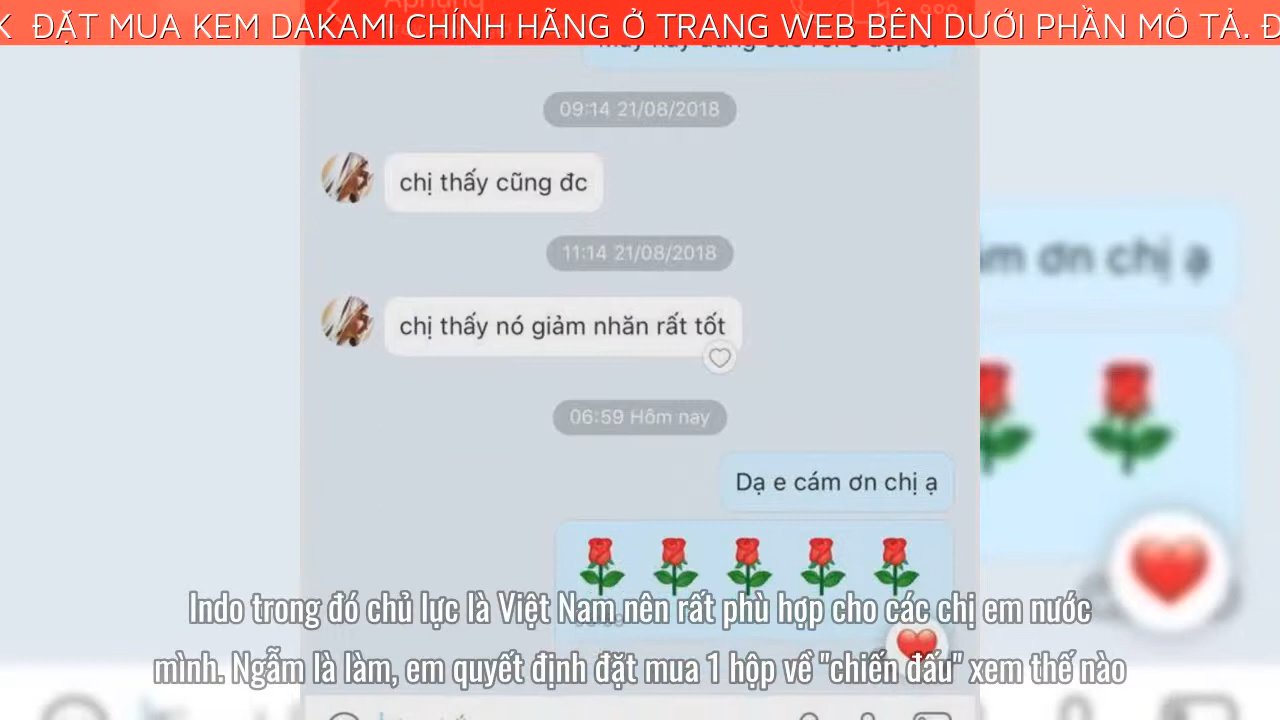 K ĐẶT MUA KEM DAKAMI CHÍNH HÃNG Ở TRANG WEB BÊN DƯỚI PHẦN MÔ TẢ. Đ
09:14 21/08/2018
chị thấy cũng đc
11:14 21/08/2018
ơn chị ạ
chị thấy nó giảm nhăn rất tốt
06:59 Hôm nay
Dạ e cám ơn chị ạ
Indo trong đó chủ lực là Việt Nam nên rất phù hợp cho các chị em nước
mình. Ngẫm là làm, em quyết định đặt mua 1 hộp về "chiến đấu" xem thế nào